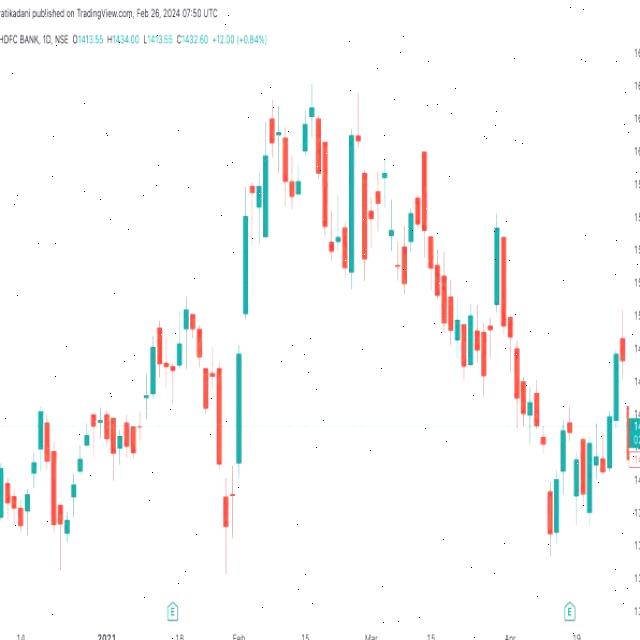 ratikadani published on TradingView.com, Feb 26, 2024 07:50 UTC
HDFC BANK, 1D, NSE O1413.55 H1434.00 L1413.55 C1432.60 +12.00 (+0.84%)
E E
14 2021 18 Feb 15 Mar 15 Apr 19